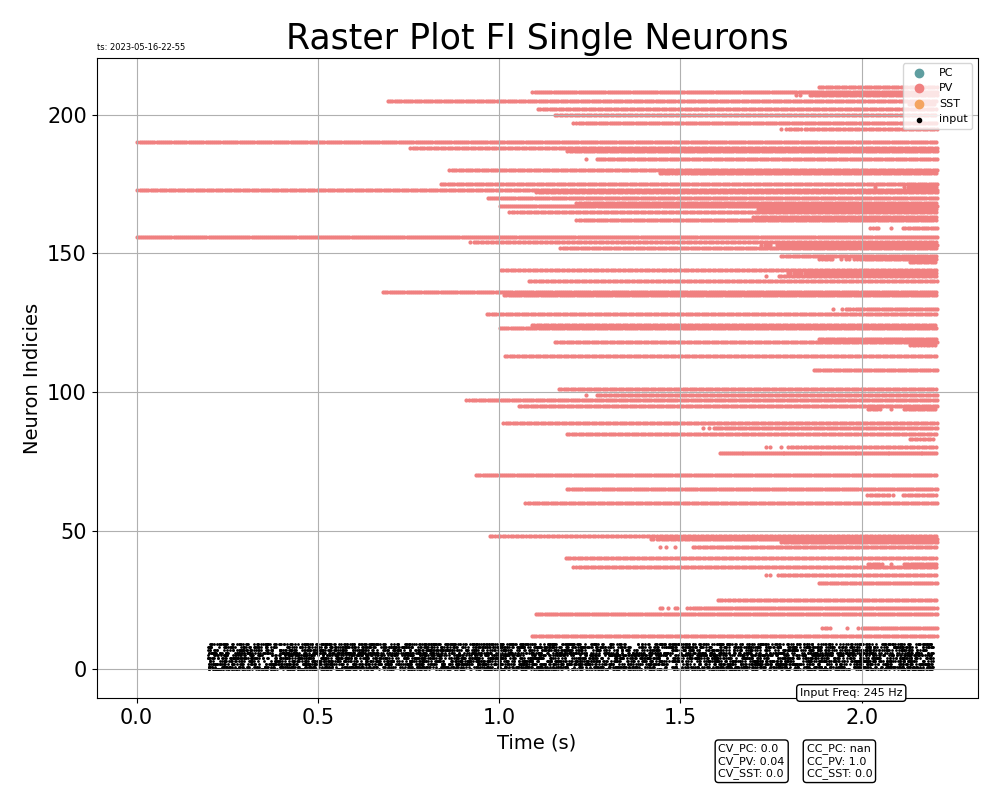 Raster Plot FI Single Neurons
ts: 2023-05-16-22-55
PC
PV
SST
input
200
150
100
50
0
Neuron Indicies
0.0 0.5 1.0 1.5 2.0
Time (s)
Input Freq: 245 Hz
CV_PC: 0.0
CV_PV: 0.04
CV_SST: 0.0
CC_PC: nan
CC_PV: 1.0
CC_SST: 0.0